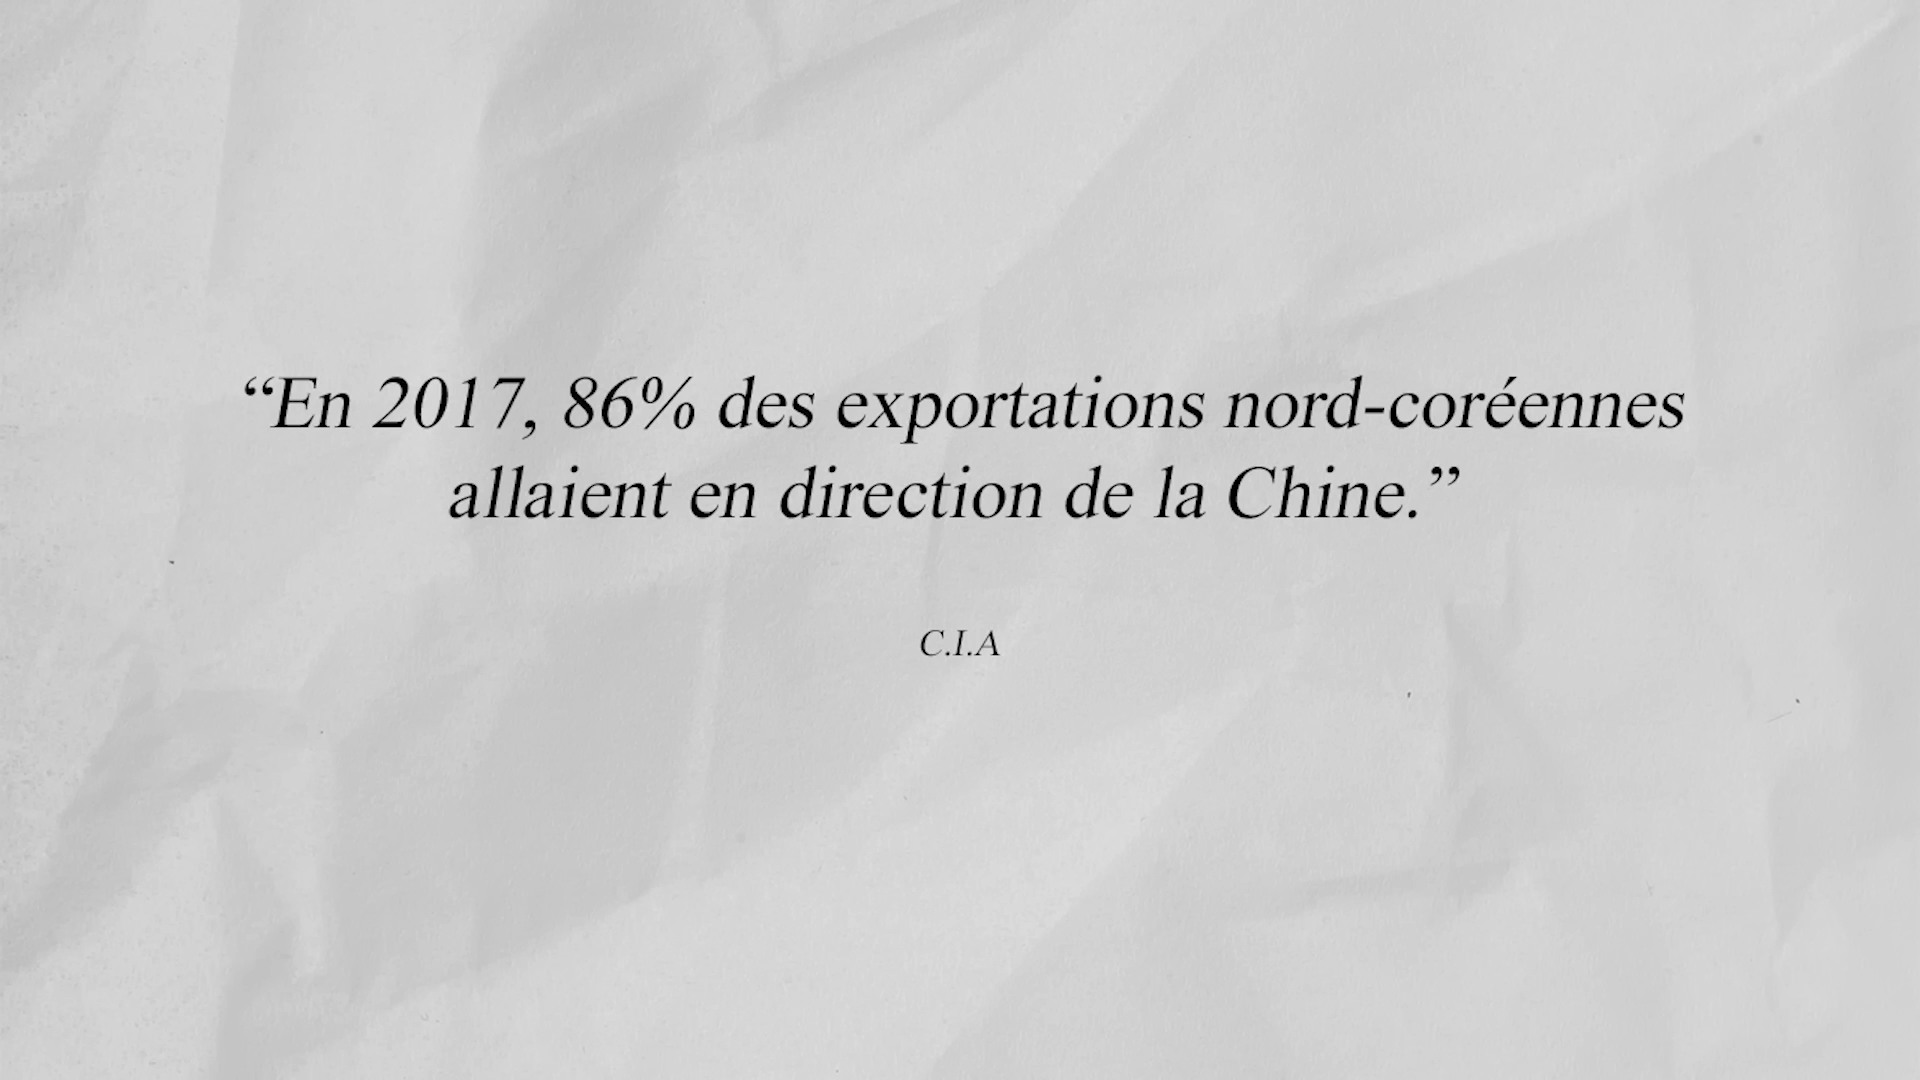 “En 2017, 86% des exportations nord-coréennes
allaient en direction de la Chine.”
C.I.A